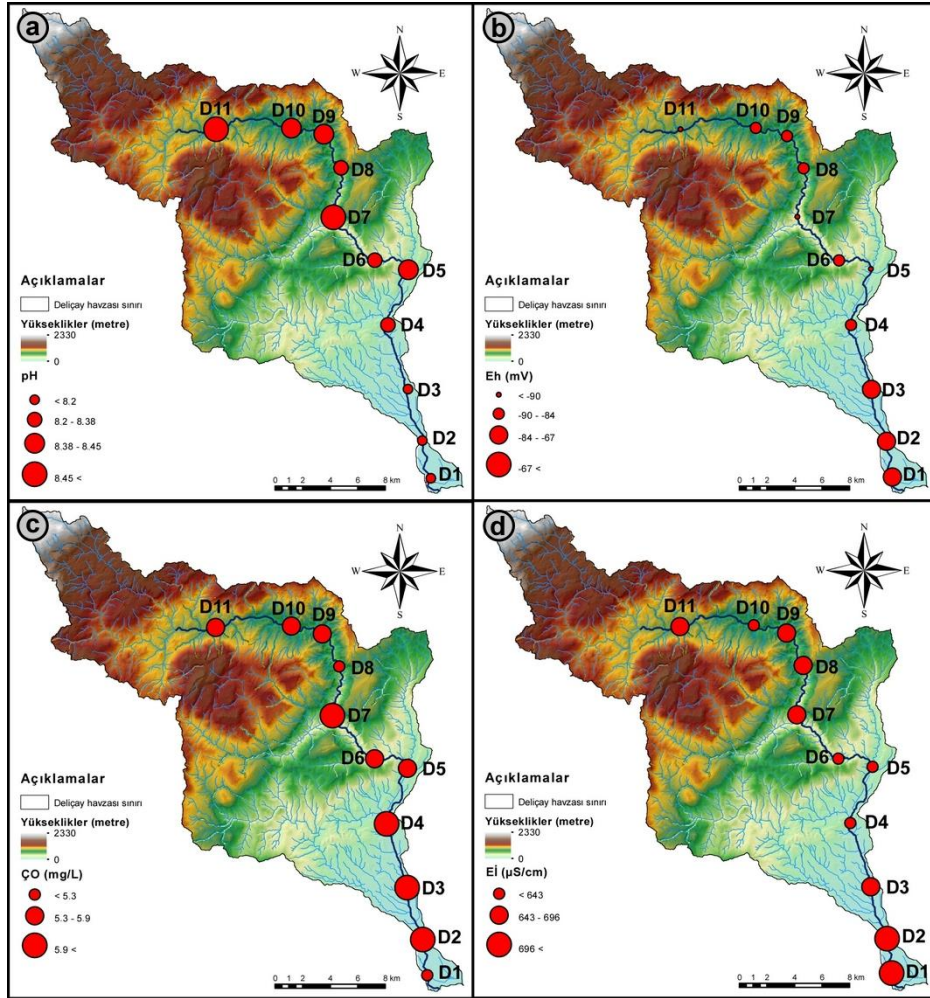 a
N
W E
S
D11 D10 D9
D8
D7
D6 D5
D4
D3
D2
D1
Açıklamalar
Deliçay havzası sınırı
Yükseklikler (metre)
2330
0
pH
< 8.2
8.2 - 8.38
8.38 - 8.45
8.45 <
0 1 2 4 6 8 km
b
N
W E
S
D11 D10 D9
D8
D7
D6 D5
D4
D3
D2
D1
Açıklamalar
Deliçay havzası sınırı
Yükseklikler (metre)
2330
0
Eh (mV)
< -90
-90 - -84
-84 - -67
-67 <
0 1 2 4 6 8 km
c
N
W E
S
D11 D10 D9
D8
D7
D6 D5
D4
D3
D2
D1
Açıklamalar
Deliçay havzası sınırı
Yükseklikler (metre)
2330
0
ÇO (mg/L)
< 5.3
5.3 - 5.9
5.9 <
0 1 2 4 6 8 km
d
N
W E
S
D11 D10 D9
D8
D7
D6 D5
D4
D3
D2
D1
Açıklamalar
Deliçay havzası sınırı
Yükseklikler (metre)
2330
0
Eİ (µS/cm)
< 643
643 - 696
696 <
0 1 2 4 6 8 km